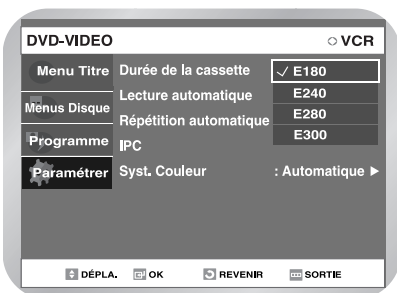 DVD-VIDEO VCR
Menu Titre Durée de la cassette ✓ E180
Lecture automatique E240
Menus Disque
Répétition automatique E280
Programme IPC E300
Paramétrer Syst. Couleur : Automatique ►
DÉPLA. OK REVENIR SORTIE